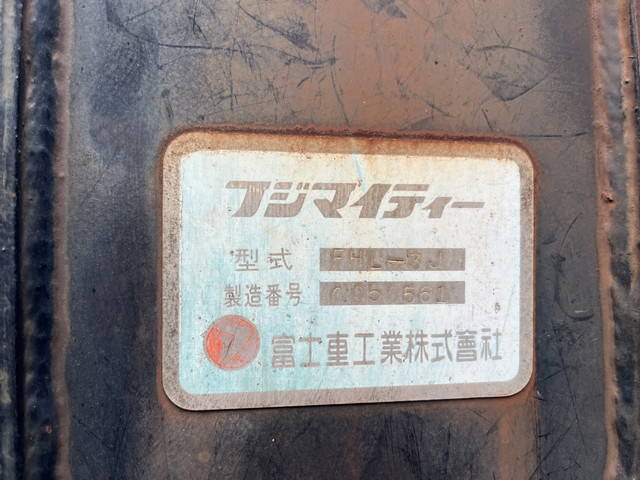 フジマイティー
型式
製造番号
富士重工業株式會社